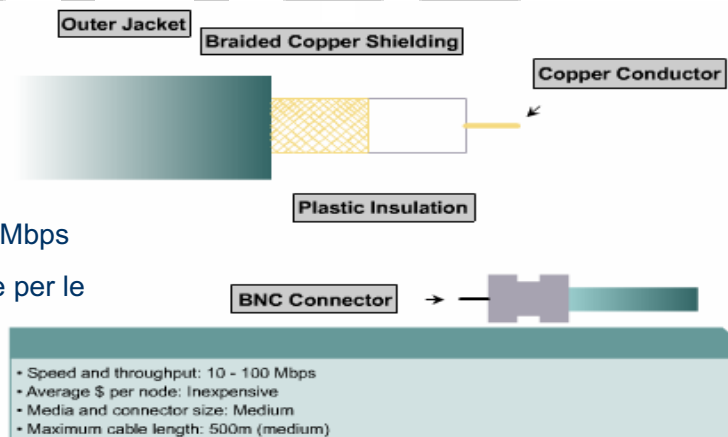 Outer Jacket
Braided Copper Shielding
Copper Conductor
Plastic Insulation
Mbps
e per le
BNC Connector
• Speed and throughput: 10 - 100 Mbps
• Average $ per node: Inexpensive
• Media and connector size: Medium
• Maximum cable length: 500m (medium)